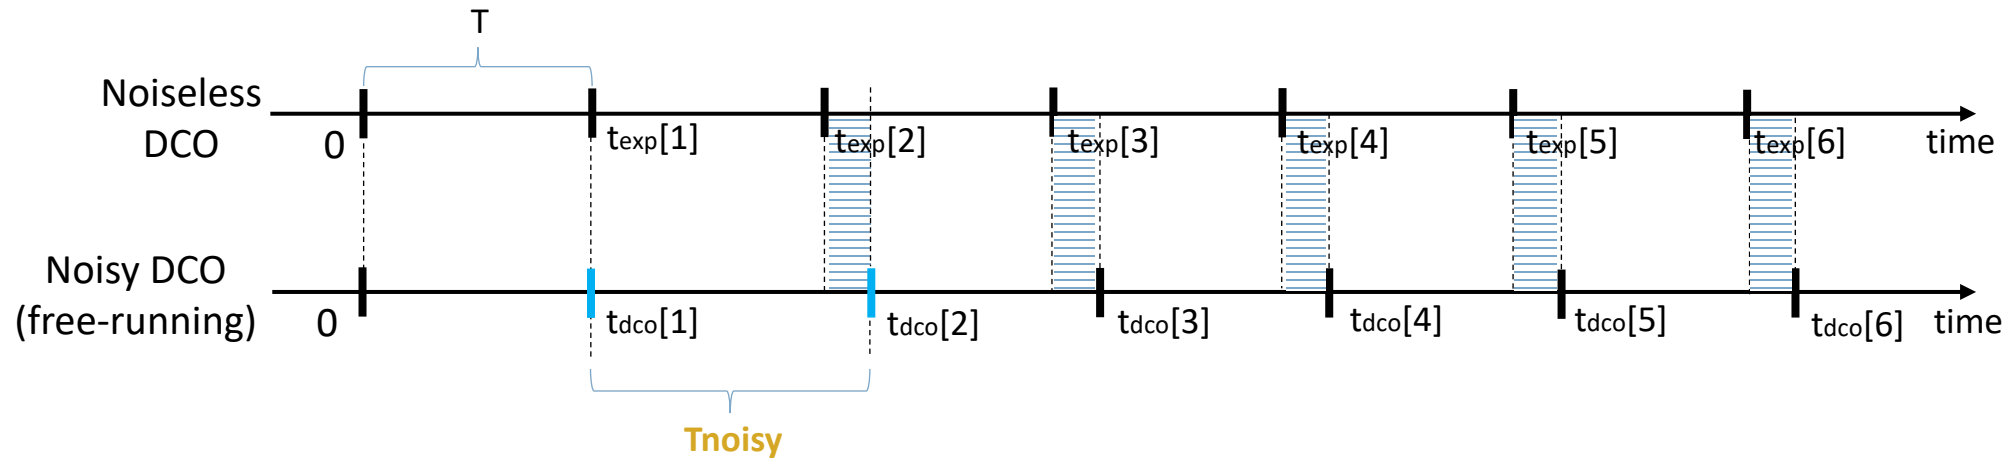 T
Noiseless
DCO
0
texp[1]
texp[2]
texp[3]
texp[4]
texp[5]
texp[6]
time
Noisy DCO
(free-running)
0
tdco[1]
tdco[2]
tdco[3]
tdco[4]
tdco[5]
tdco[6]
time
Tnoisy